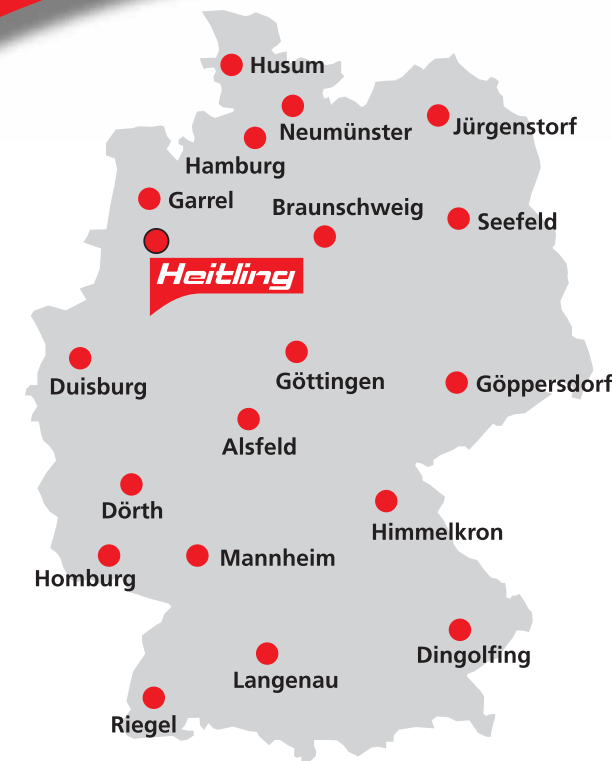 Husum
Neumünster
Jürgenstorf
Hamburg
Garrel
Braunschweig
Seefeld
Heitling
Duisburg
Göttingen
Göppersdorf
Alsfeld
Dörth
Himmelkron
Mannheim
Homburg
Dingolfing
Langenau
Riegel